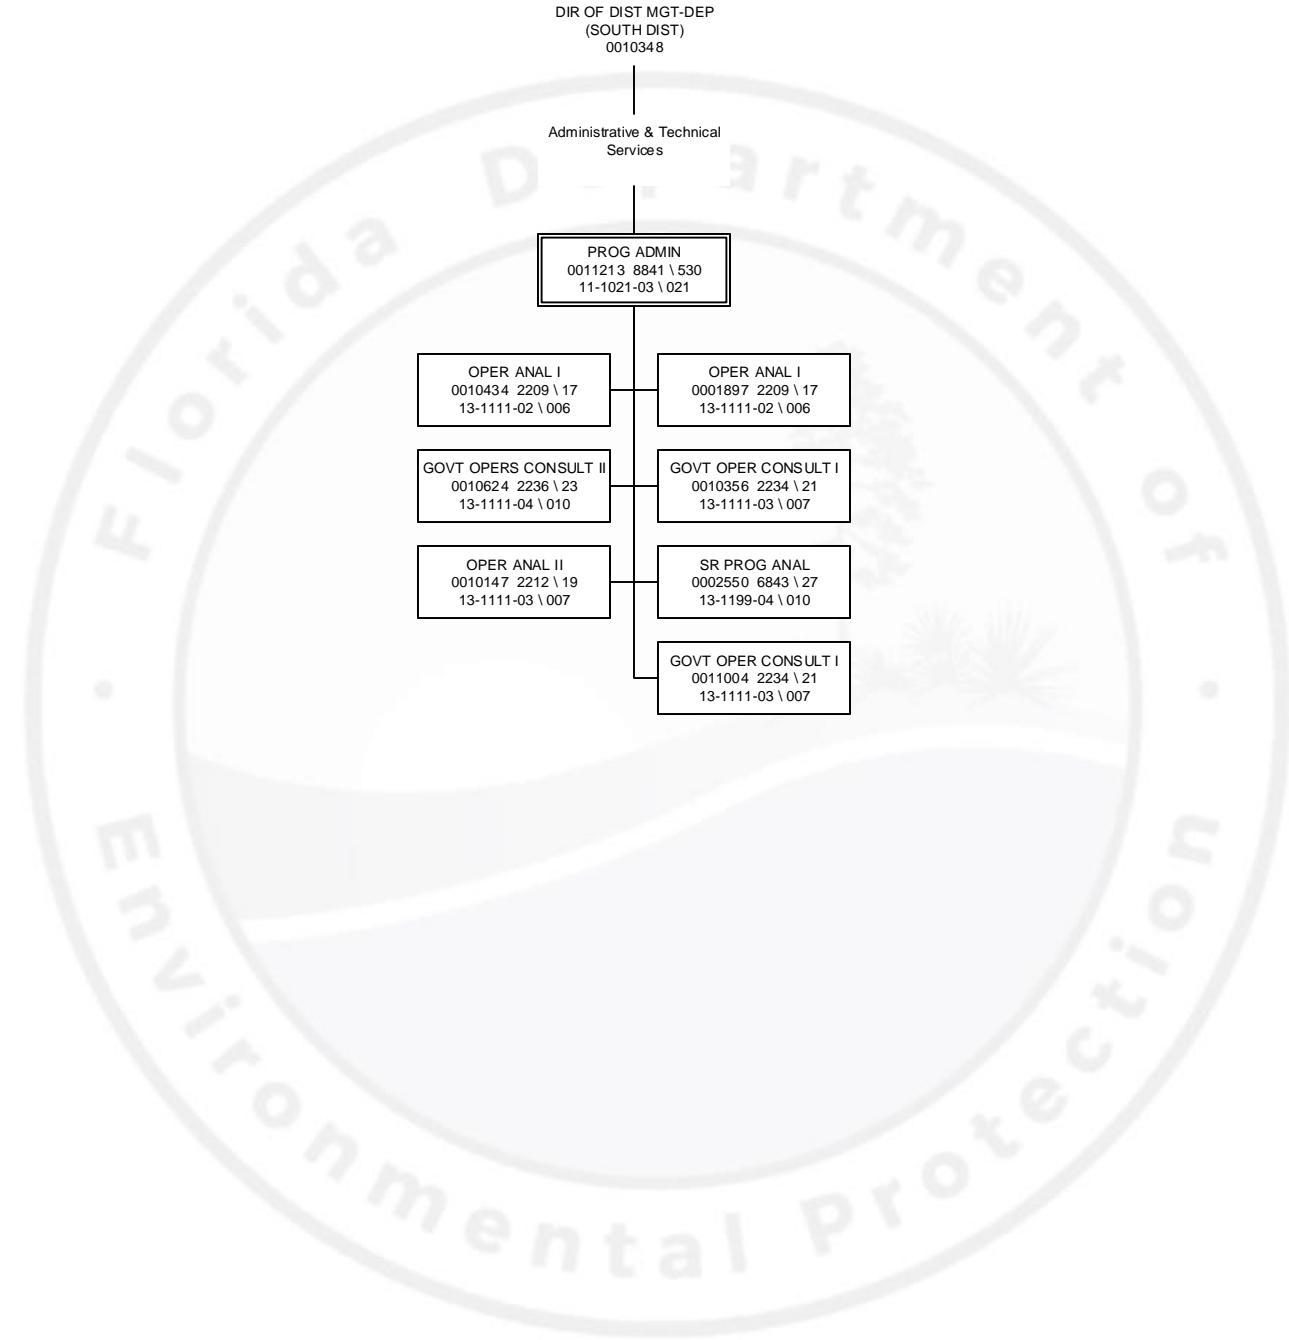 DIR OF DIST MGT-DEP
(SOUTH DIST)
0010348
Administrative & Technical
Services
PROG ADMIN
0011213 8841 \ 530
11-1021-03 \ 021
OPER ANAL I
0010434 2209 \ 17
13-1111-02 \ 006
OPER ANAL I
0001897 2209 \ 17
13-1111-02 \ 006
GOVT OPERS CONSULT II
0010624 2236 \ 23
13-1111-04 \ 010
GOVT OPER CONSULT I
0010356 2234 \ 21
13-1111-03 \ 007
OPER ANAL II
0010147 2212 \ 19
13-1111-03 \ 007
SR PROG ANAL
0002550 6843 \ 27
13-1199-04 \ 010
GOVT OPER CONSULT I
0011004 2234 \ 21
13-1111-03 \ 007
Florida Department of
Environmental Protection